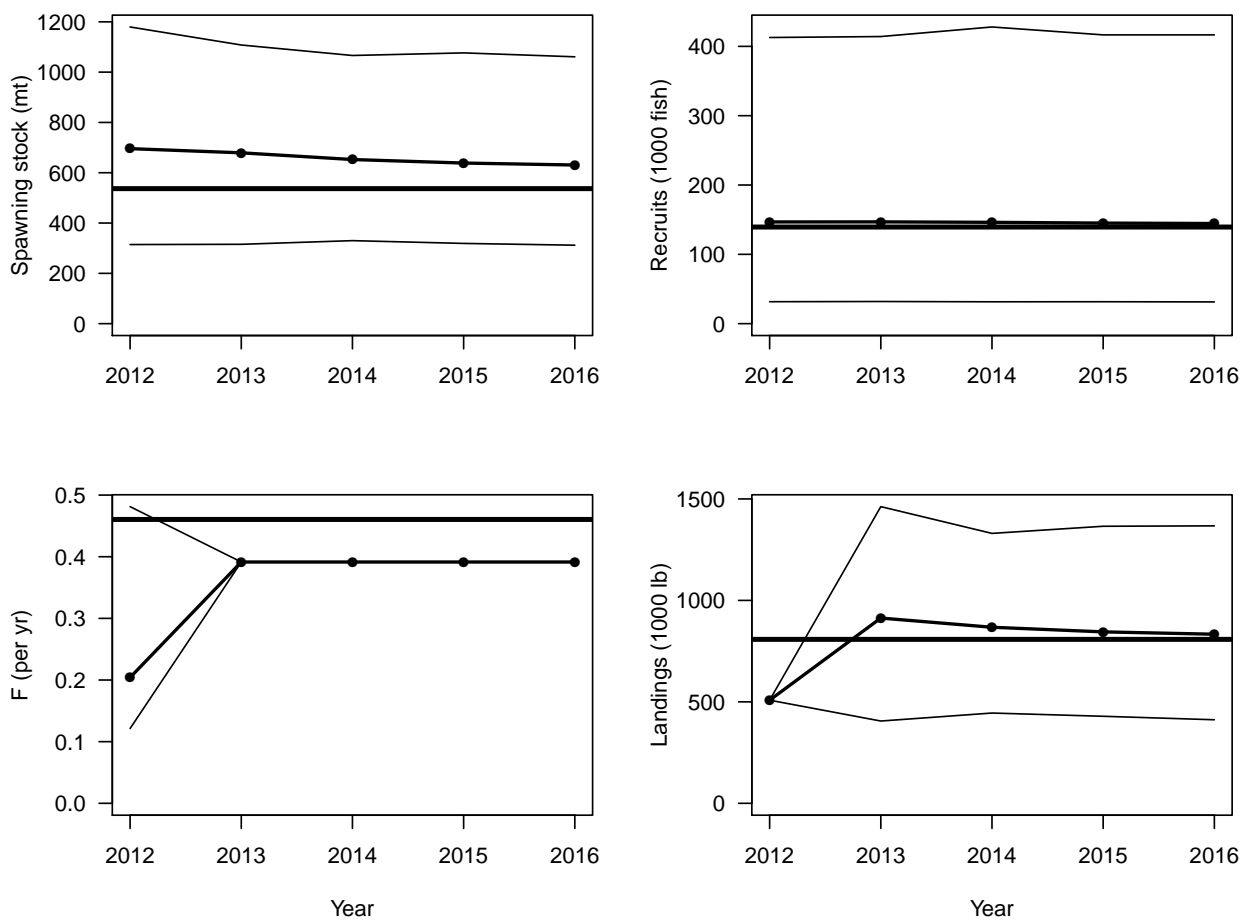 Spawning stock (mt)
1200
1000
800
600
400
200
0
2012 2013 2014 2015 2016
Recruits (1000 fish)
400
300
200
100
0
2012 2013 2014 2015 2016
F (per yr)
0.5
0.4
0.3
0.2
0.1
0.0
2012 2013 2014 2015 2016
Year
Landings (1000 lb)
1500
1000
500
0
2012 2013 2014 2015 2016
Year